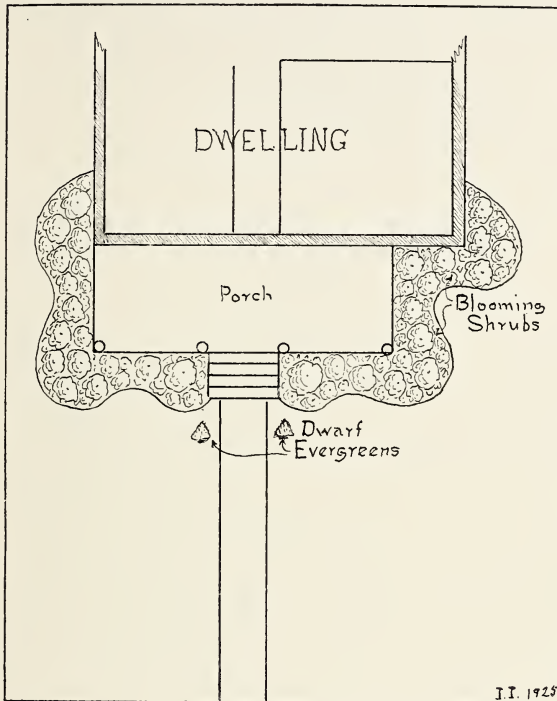 DWELLING
Porch
Blooming
Shrubs
Dwarf
Evergreens
I.I. 1925